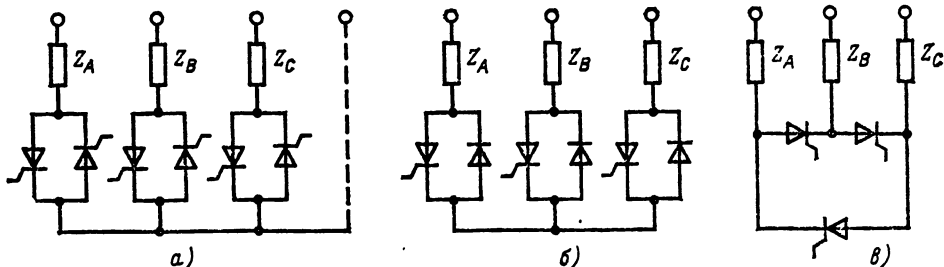 Z_A Z_B Z_C Z_A Z_B Z_C Z_A Z_B Z_C
а) б) в)